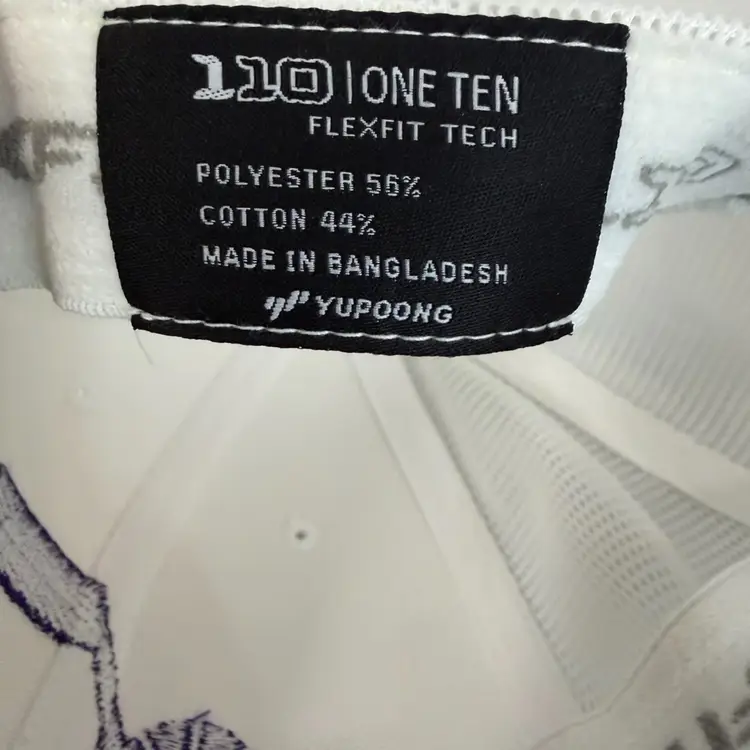 110 | ONE TEN
FLEXFIT TECH
POLYESTER 56%
COTTON 44%
MADE IN BANGLADESH
YUPOONG